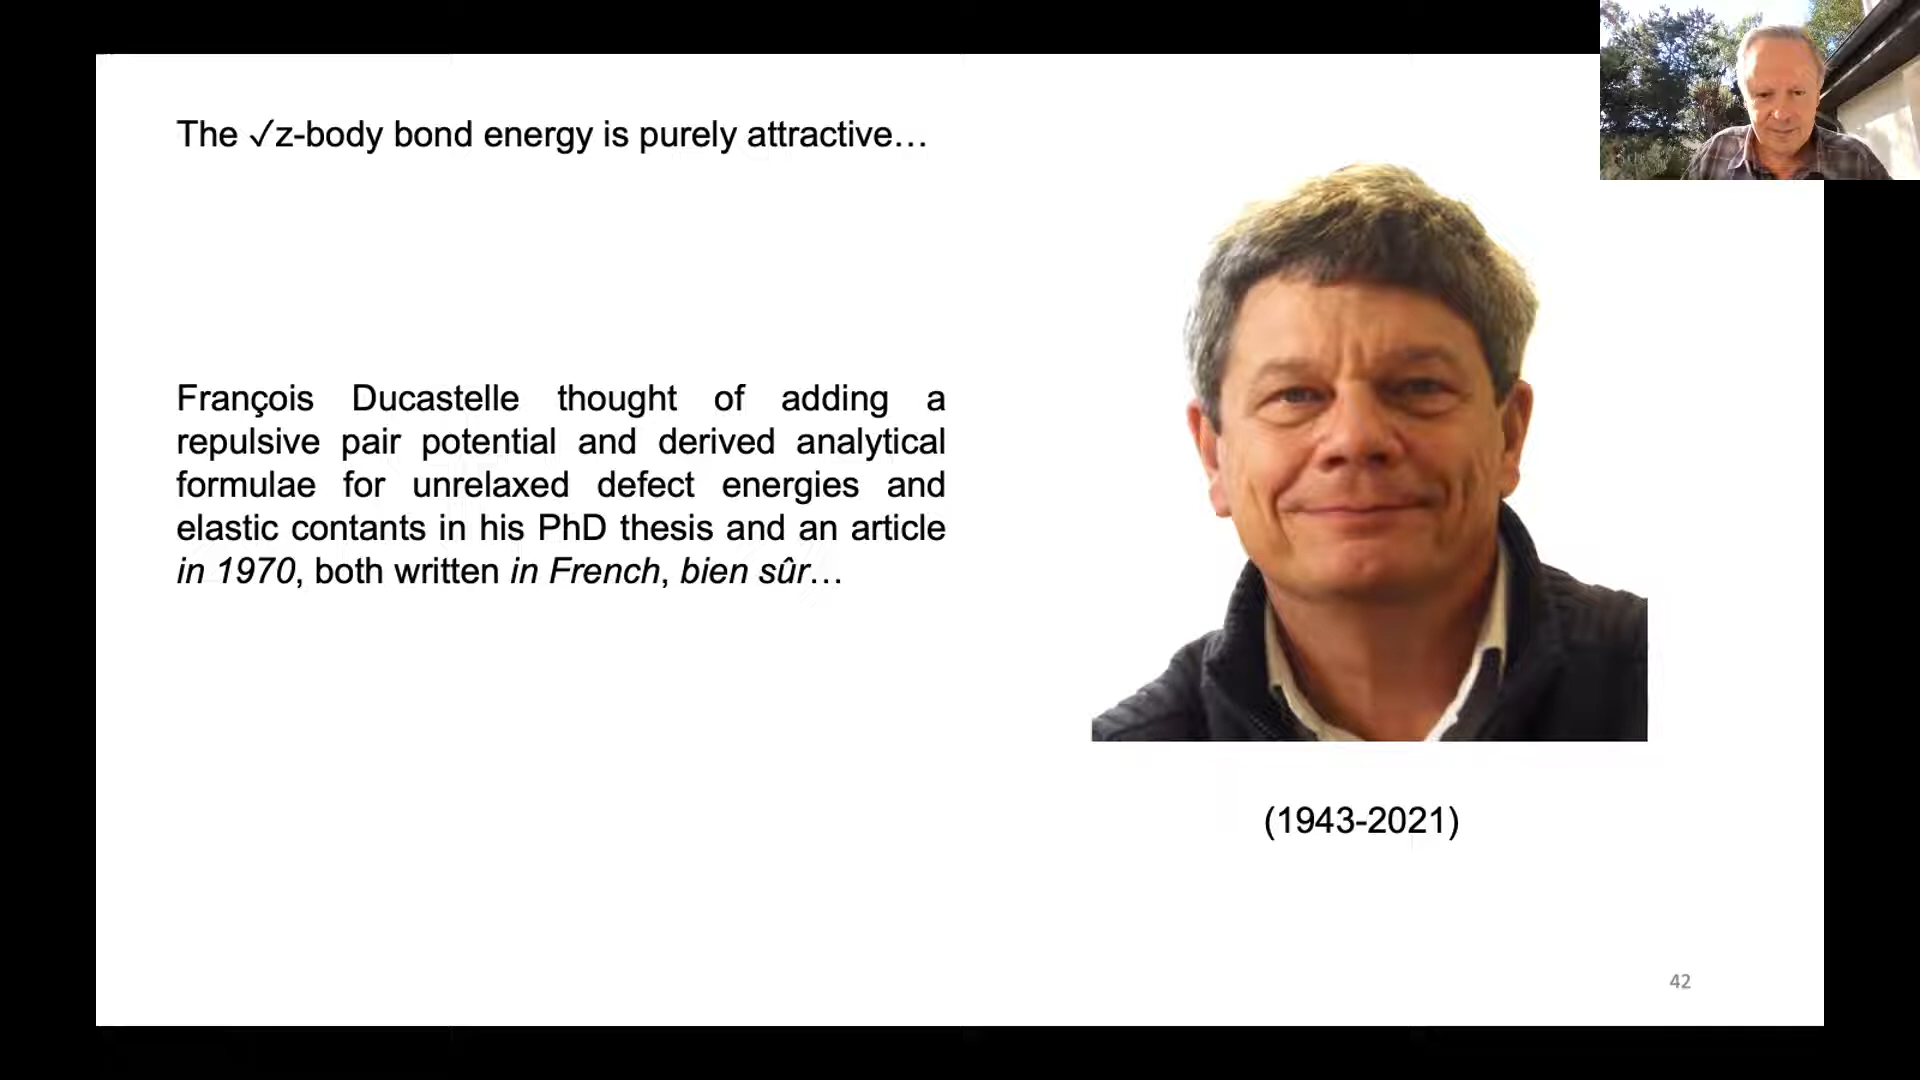 The √z-body bond energy is purely attractive…
François Ducastelle thought of adding a
repulsive pair potential and derived analytical
formulae for unrelaxed defect energies and
elastic contants in his PhD thesis and an article
in 1970, both written in French, bien sûr…
(1943-2021)
42